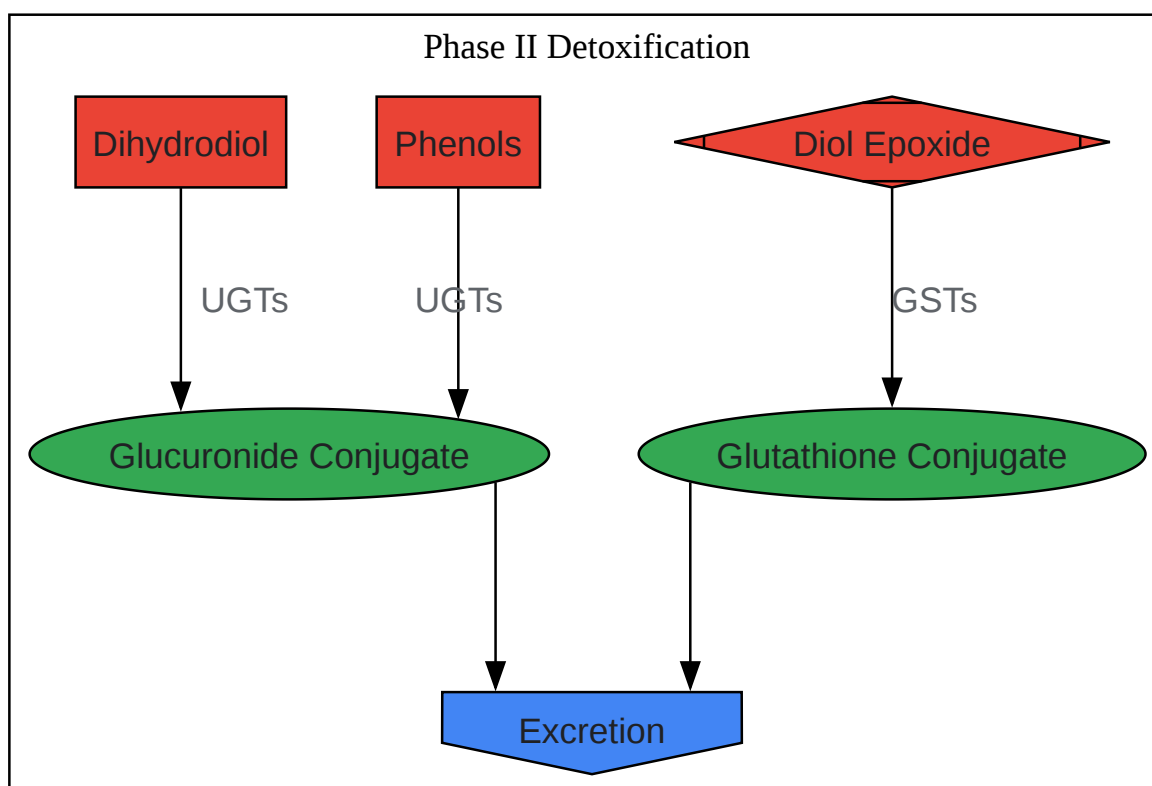 Phase II Detoxification
Dihydrodiol
Phenols
Diol Epoxide
UGTs
UGTs
GSTs
Glucuronide Conjugate
Glutathione Conjugate
Excretion